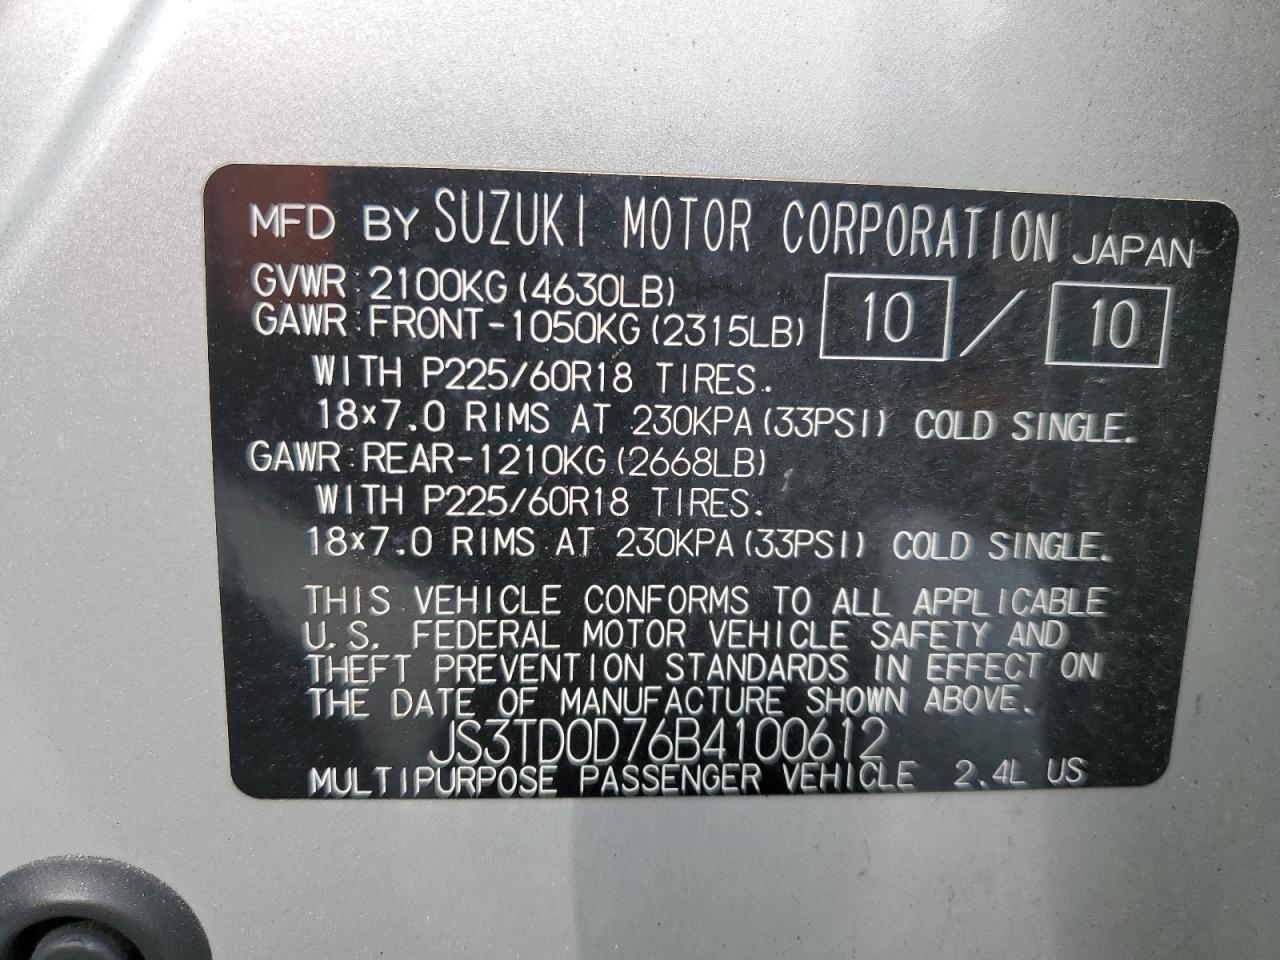 MFD BY SUZUKI MOTOR CORPORATION JAPAN
GVWR: 2100KG (4630LB)
GAWR: FRONT-1050KG (2315LB) 10 / 10
WITH P225/60R18 TIRES.
18×7.0 RIMS AT 230KPA (33PSI) COLD SINGLE.
GAWR: REAR-1210KG (2668LB)
WITH P225/60R18 TIRES.
18×7.0 RIMS AT 230KPA (33PSI) COLD SINGLE.
THIS VEHICLE CONFORMS TO ALL APPLICABLE
U.S. FEDERAL MOTOR VEHICLE SAFETY AND
THEFT PREVENTION STANDARDS IN EFFECT ON
THE DATE OF MANUFACTURE SHOWN ABOVE.
JS3TD0D76B4100612
MULTIPURPOSE PASSENGER VEHICLE 2.4L US